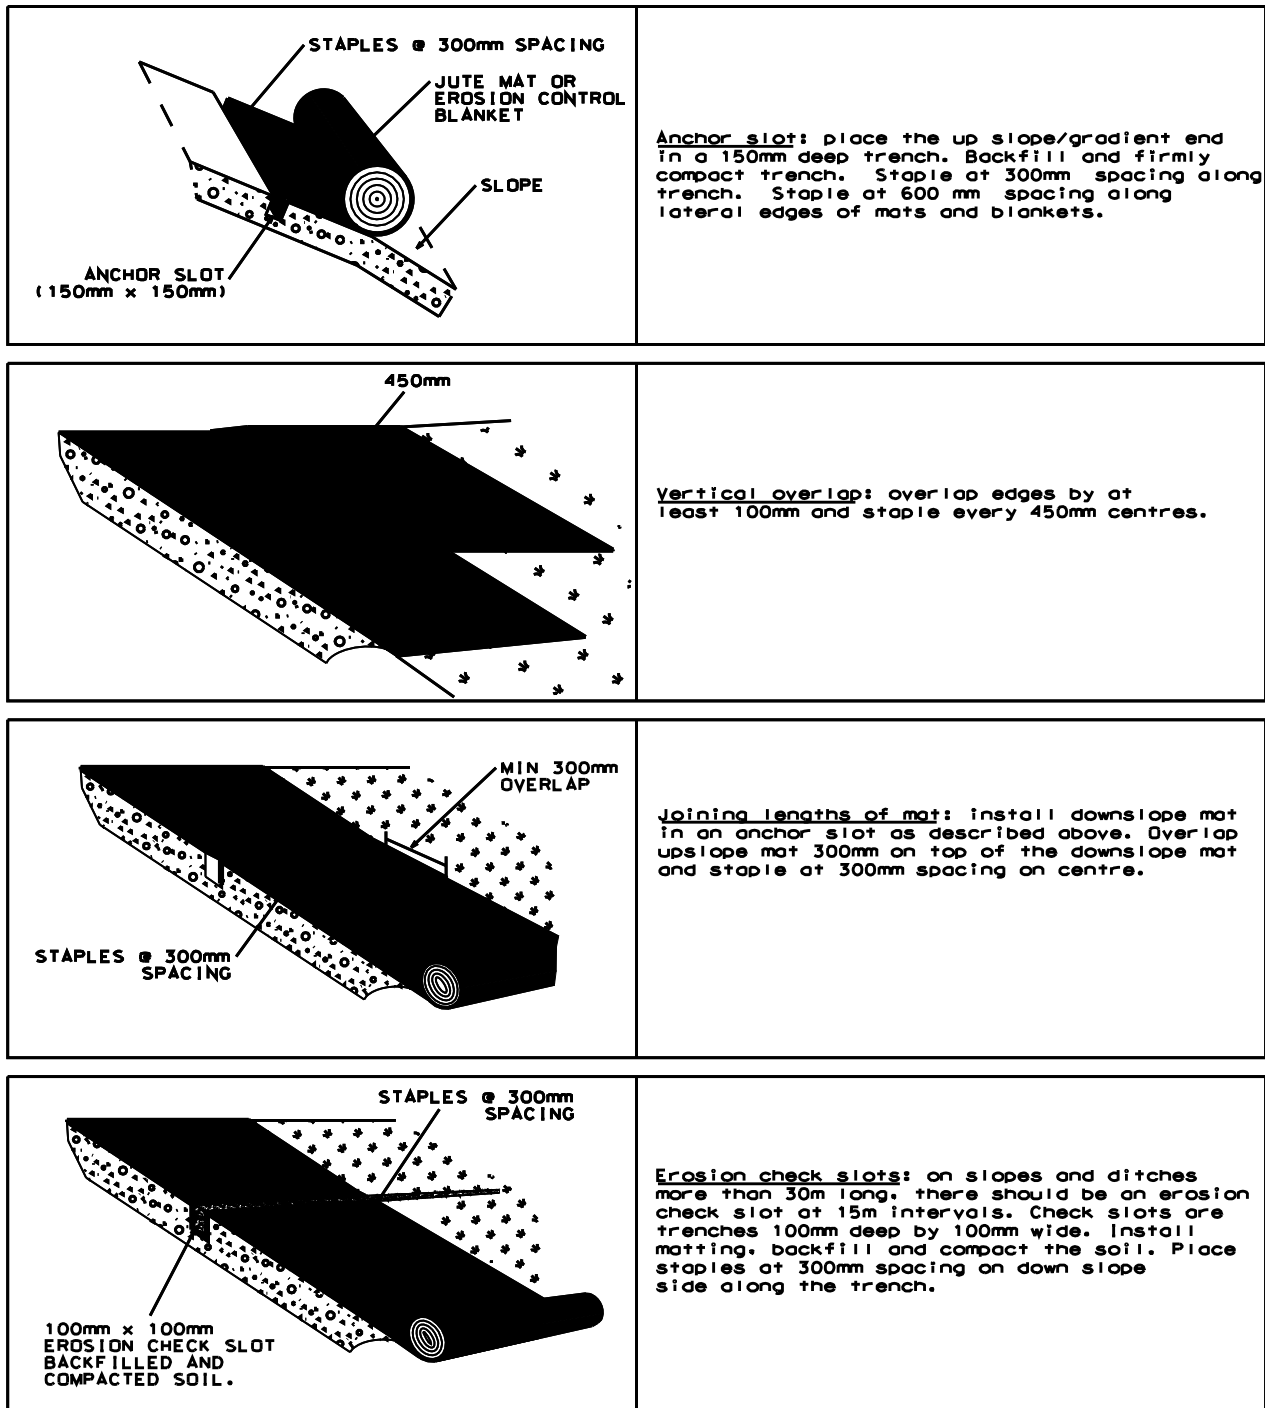 STAPLES @ 300mm SPACING
JUTE MAT OR
EROSION CONTROL
BLANKET
SLOPE
ANCHOR SLOT
(150mm x 150mm)
Anchor slot: place the up slope/gradient end
in a 150mm deep trench. Backfill and firmly
compact trench. Staple at 300mm spacing along
trench. Staple at 600 mm spacing along
lateral edges of mats and blankets.
450mm
Vertical overlap: overlap edges by at
least 100mm and staple every 450mm centres.
MIN 300mm
OVERLAP
STAPLES @ 300mm
SPACING
Joining lengths of mat: install downslope mat
in an anchor slot as described above. Overlap
upslope mat 300mm on top of the downslope mat
and staple at 300mm spacing on centre.
STAPLES @ 300mm
SPACING
100mm x 100mm
EROSION CHECK SLOT
BACKFILLED AND
COMPACTED SOIL.
Erosion check slots: on slopes and ditches
more than 30m long, there should be an erosion
check slot at 15m intervals. Check slots are
trenches 100mm deep by 100mm wide. Install
matting, backfill and compact the soil. Place
staples at 300mm spacing on down slope
side along the trench.